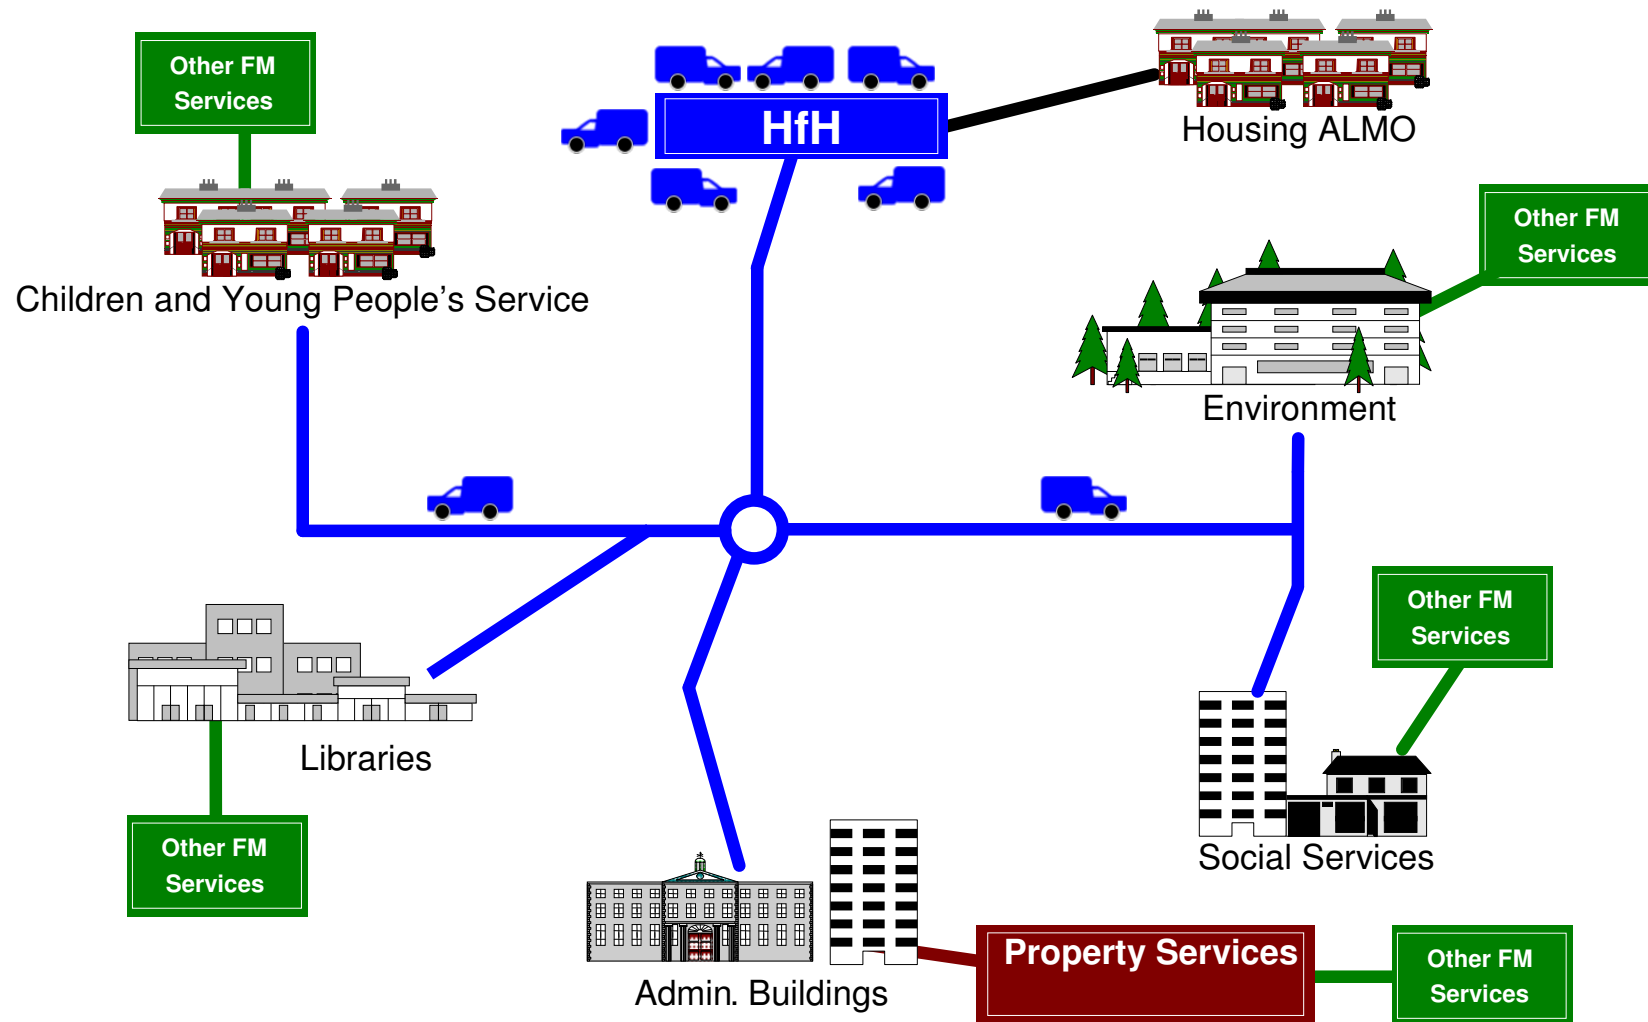 Other FM
Services
HfH
Housing ALMO
Other FM
Services
Children and Young People's Service
Environment
Other FM
Services
Libraries
Other FM
Services
Social Services
Admin. Buildings
Property Services
Other FM
Services